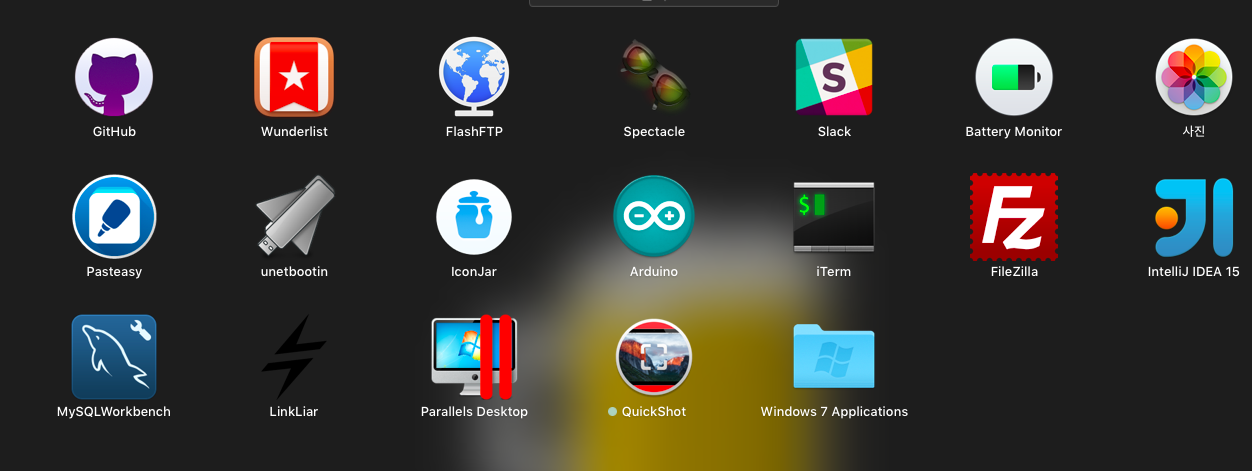 GitHub
Wunderlist
FlashFTP
Spectacle
Slack
Battery Monitor
사진
Pasteasy
unetbootin
IconJar
Arduino
iTerm
FileZilla
IntelliJ IDEA 15
MySQLWorkbench
LinkLiar
Parallels Desktop
QuickShot
Windows 7 Applications